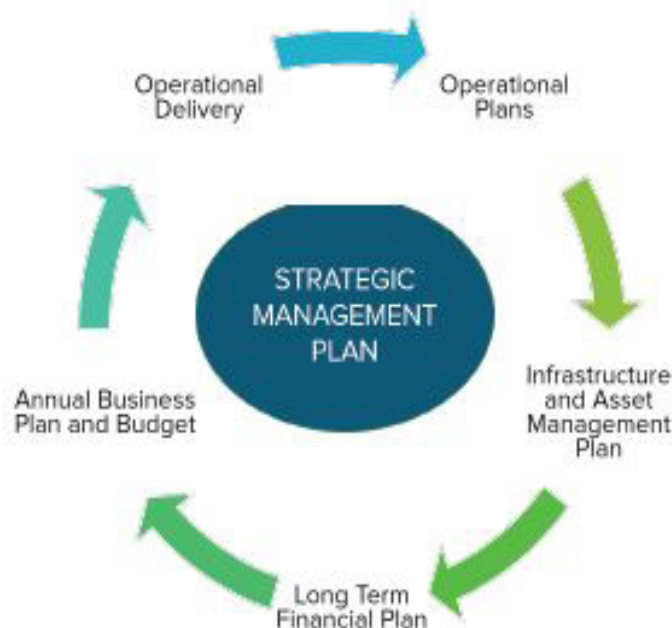 Operational
Delivery
Operational
Plans
STRATEGIC
MANAGEMENT
PLAN
Infrastructure
and Asset
Management
Plan
Annual Business
Plan and Budget
Long Term
Financial Plan